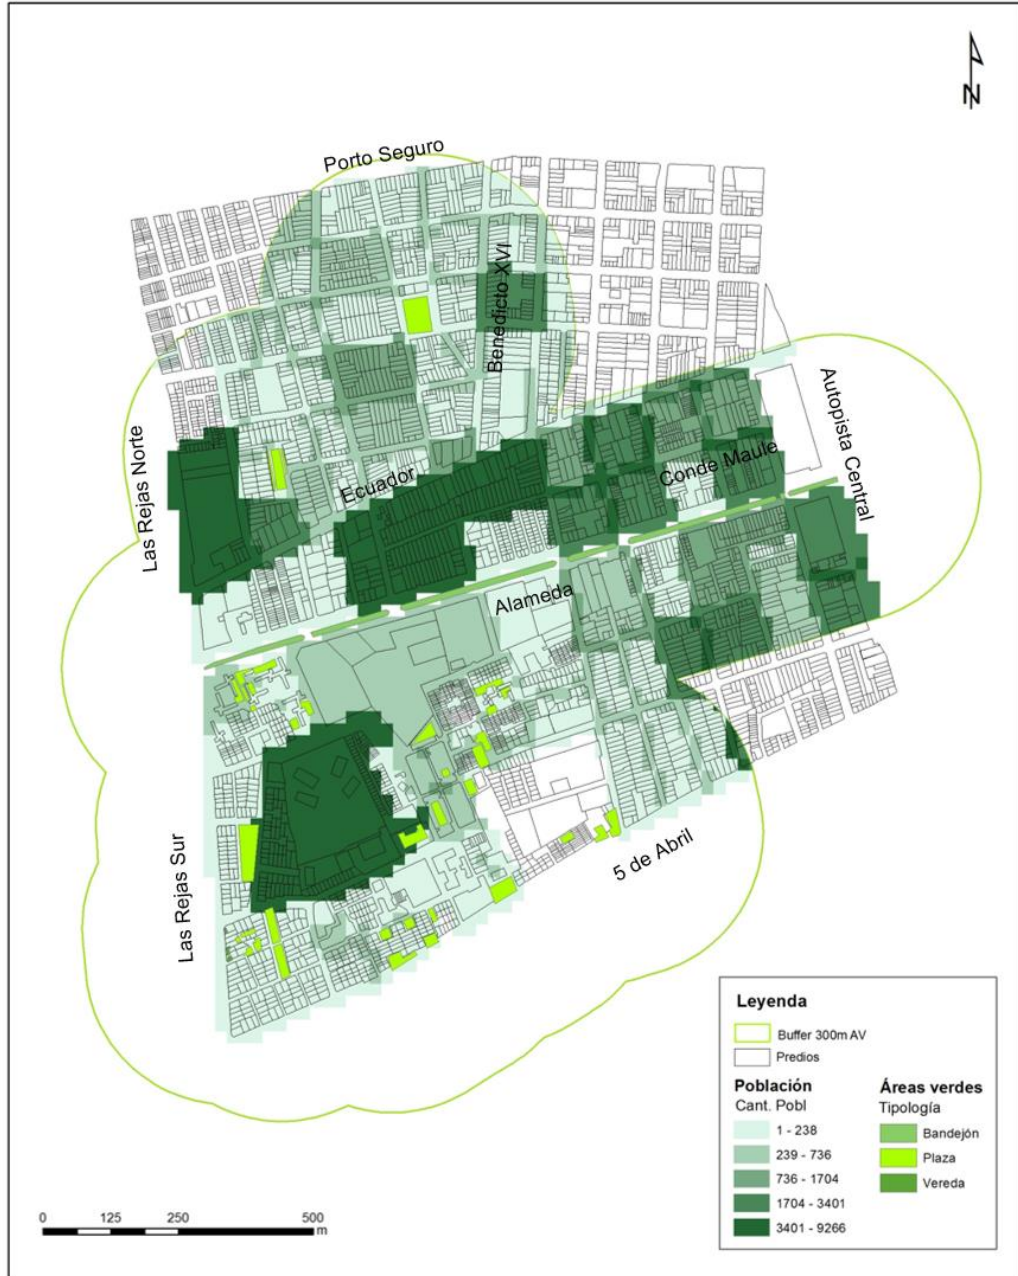 N
Porto Seguro
Benedicto XVI
Autopista Central
Las Rejas Norte
Ecuador
Conde Maule
Alameda
Las Rejas Sur
5 de Abril
Leyenda
Buffer 300m AV
Predios
Población
Cant. Pobl
1 - 238
239 - 736
736 - 1704
1704 - 3401
3401 - 9266
Áreas verdes
Tipología
Bandejón
Plaza
Vereda
0 125 250 500
m